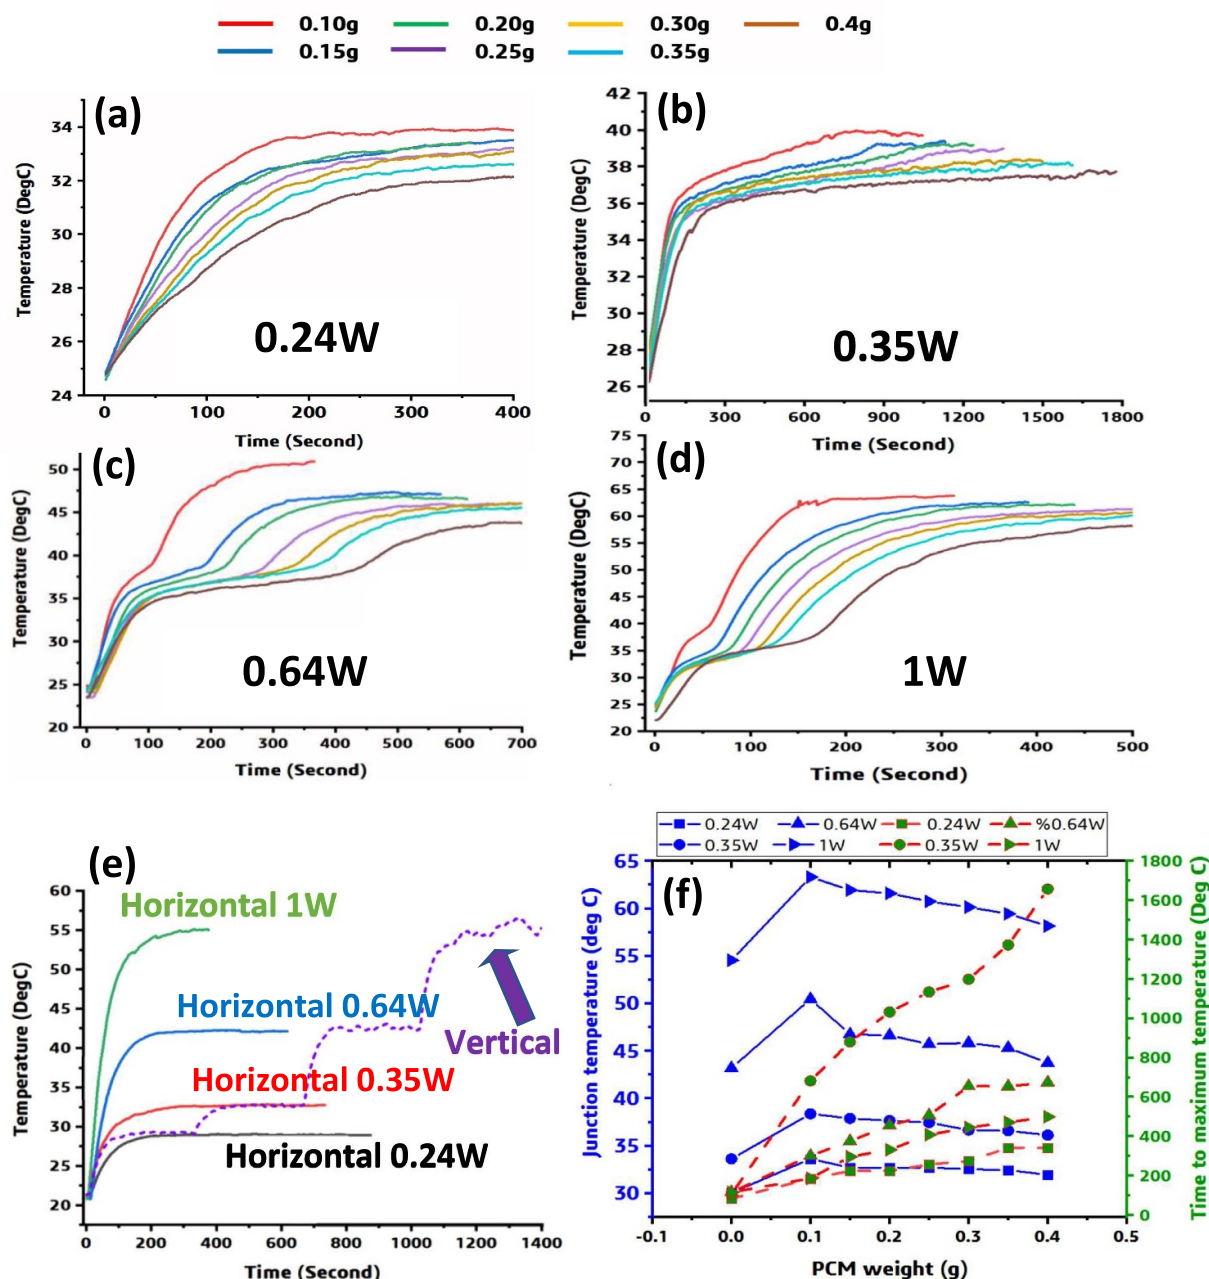 0.10g 0.20g 0.30g 0.4g
0.15g 0.25g 0.35g
(a)
Temperature (DegC)
34
32
30
28
26
24
0.24W
0 100 200 300 400
Time (Second)
(b)
Temperature (DegC)
42
40
38
36
34
32
30
28
26
0.35W
0 300 600 900 1200 1500 1800
Time (Second)
(c)
Temperature (DegC)
50
45
40
35
30
25
20
0.64W
0 100 200 300 400 500 600 700
Time (Second)
(d)
Temperature (DegC)
75
70
65
60
55
50
45
40
35
30
25
20
1W
0 100 200 300 400 500
Time (Second)
(e)
Temperature (DegC)
60
55
50
45
40
35
30
25
20
Horizontal 1W
Horizontal 0.64W
Vertical
Horizontal 0.35W
Horizontal 0.24W
0 200 400 600 800 1000 1200 1400
Time (Second)
0.24W 0.64W 0.24W %0.64W
0.35W 1W 0.35W 1W
(f)
Junction temperature (deg C)
65
60
55
50
45
40
35
30
1800
1600
1400
1200
1000
800
600
400
200
0
Time to maximum temperature (Deg C)
-0.1 0.0 0.1 0.2 0.3 0.4 0.5
PCM weight (g)